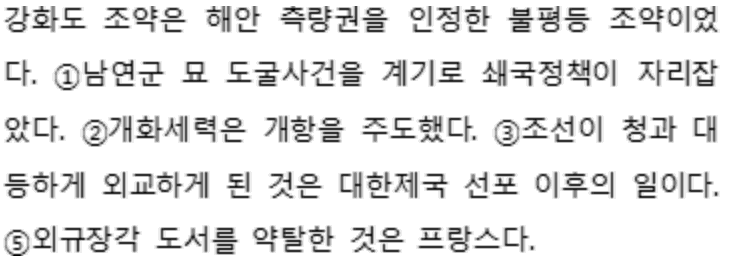 강화도 조약은 해안 측량권을 인정한 불평등 조약이었
다. ①남연군 묘 도굴사건을 계기로 쇄국정책이 자리잡
았다. ②개화세력은 개항을 주도했다. ③조선이 청과 대
등하게 외교하게 된 것은 대한제국 선포 이후의 일이다.
⑤외규장각 도서를 약탈한 것은 프랑스다.